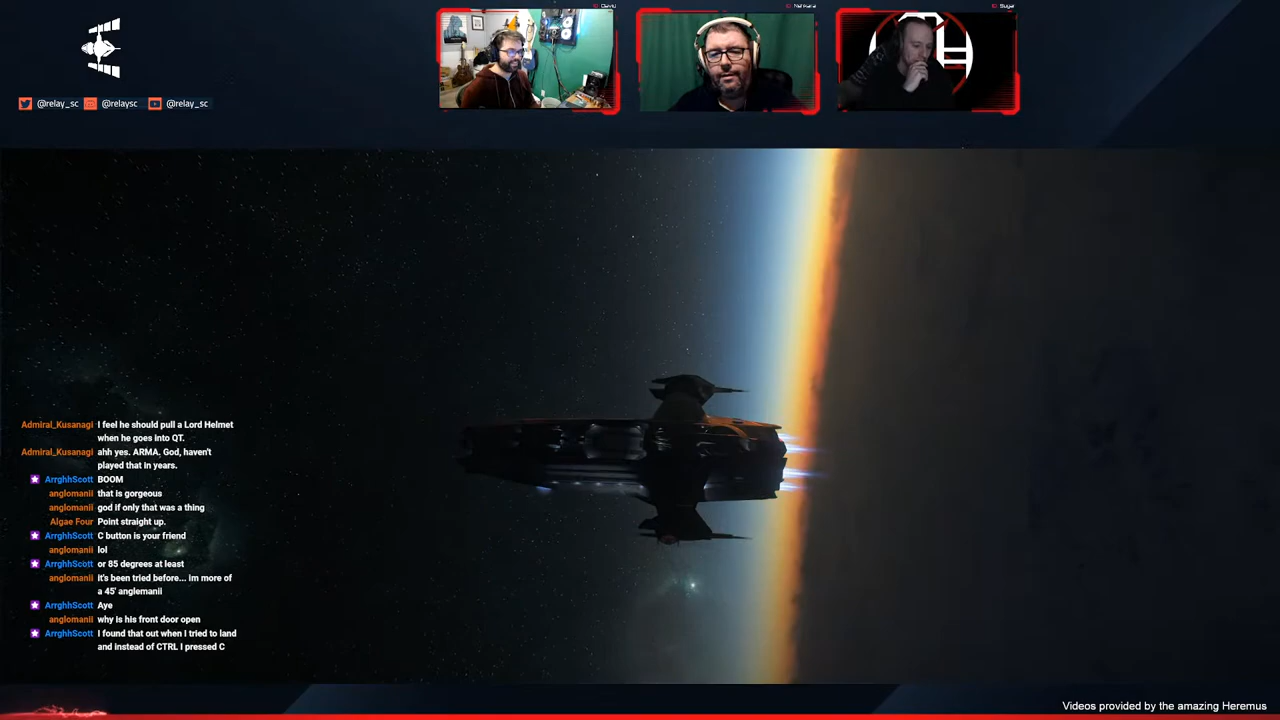 David
Nekara
Suger
@relay_sc
@relaysc
@relay_sc
Admiral_Kusanagi I feel he should pull a Lord Helmet
when he goes into QT.
Admiral_Kusanagi ahh yes. ARMA, God, haven't
played that in years.
ArrghhScott BOOM
anglomanii that is gorgeous
anglomanii god if only that was a thing
Algae Four Point straight up.
ArrghhScott C button is your friend
anglomanii lol
ArrghhScott or 85 degrees at least
anglomanii it's been tried before... im more of
a 45' anglemanii
ArrghhScott Aye
anglomanii why is his front door open
ArrghhScott I found that out when I tried to land
and instead of CTRL I pressed C
Videos provided by the amazing Heremus